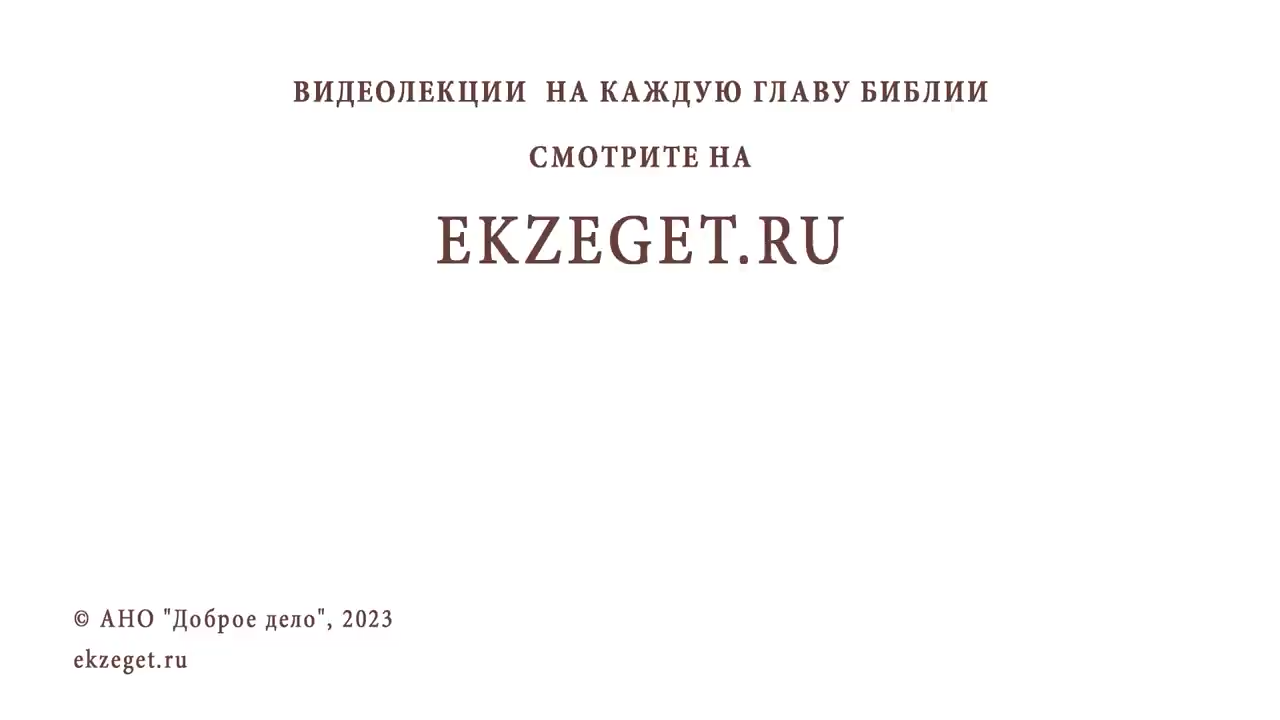 ВИДЕОЛЕКЦИИ НА КАЖДУЮ ГЛАВУ БИБЛИИ
СМОТРИТЕ НА
EKZEGET.RU
© АНО "Доброе дело", 2023
ekzeget.ru